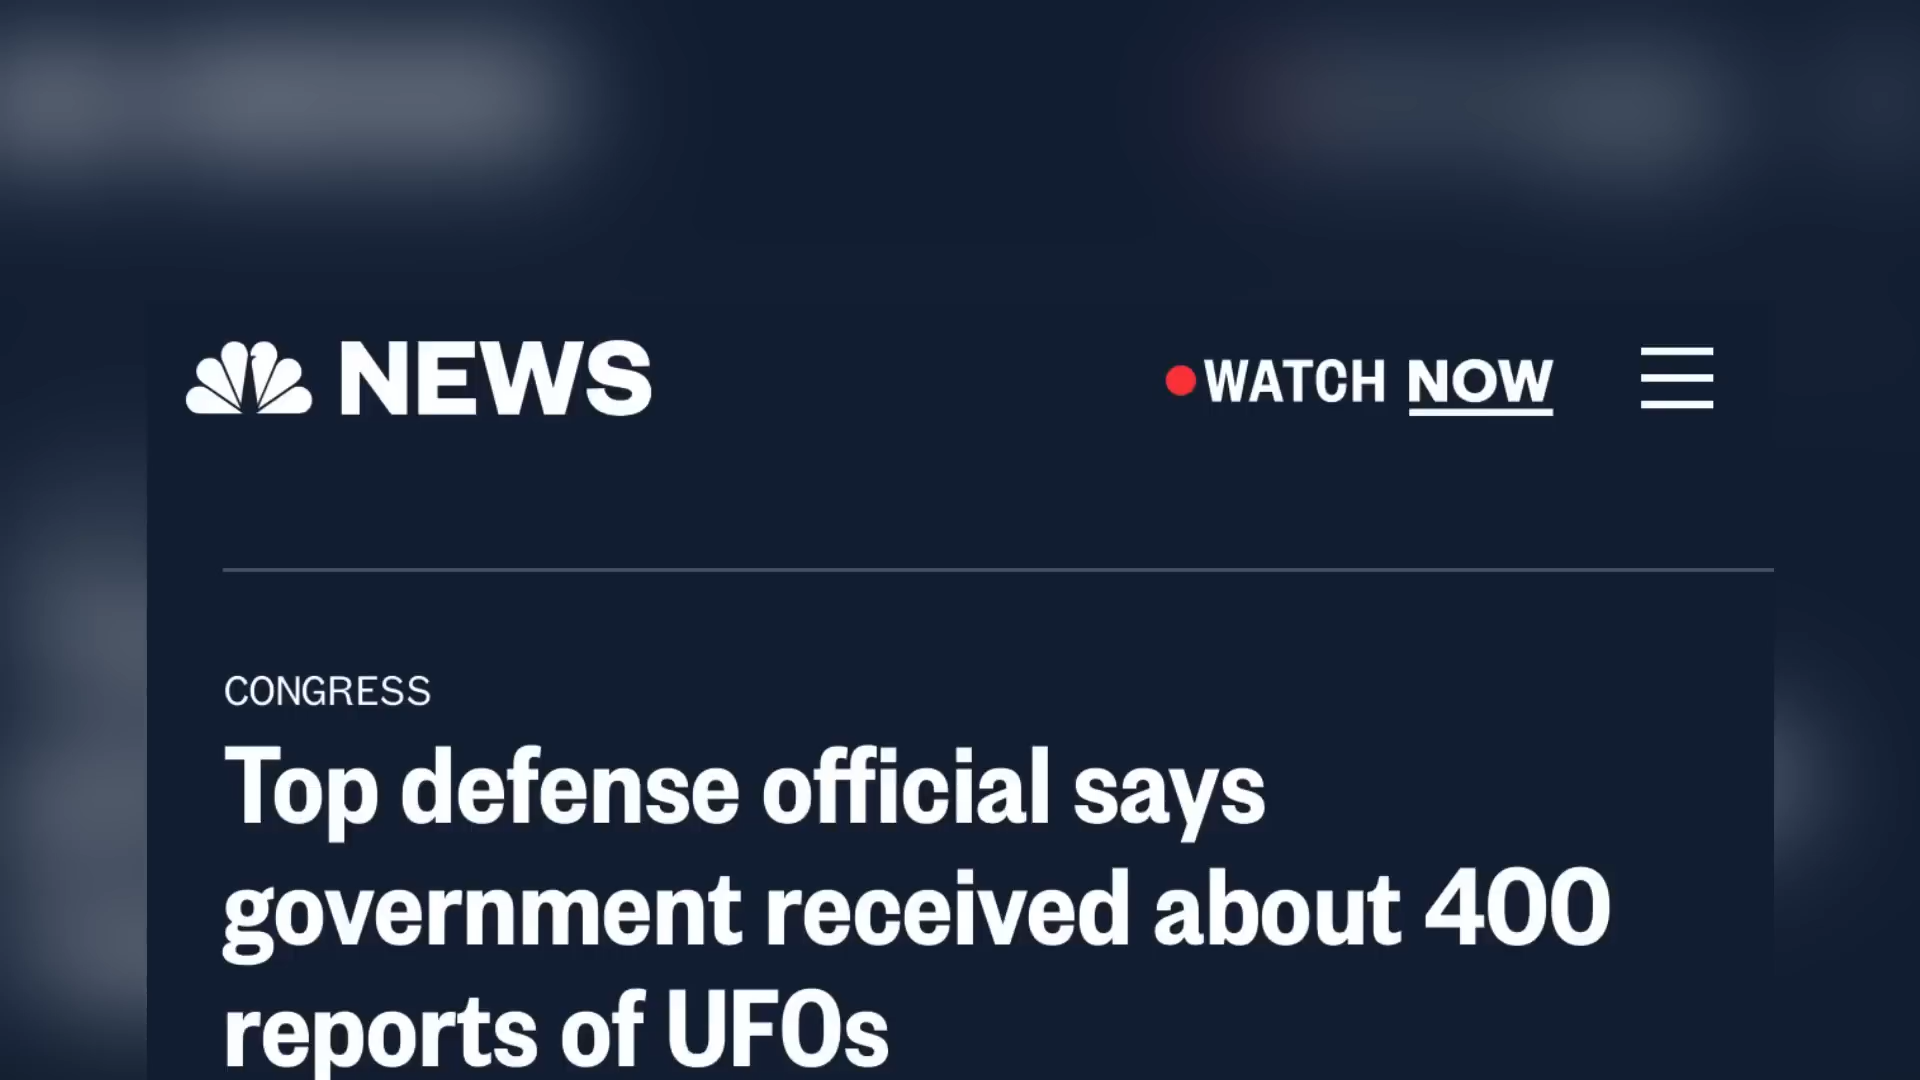 NEWS
WATCH NOW
CONGRESS
Top defense official says
government received about 400
reports of UFOs